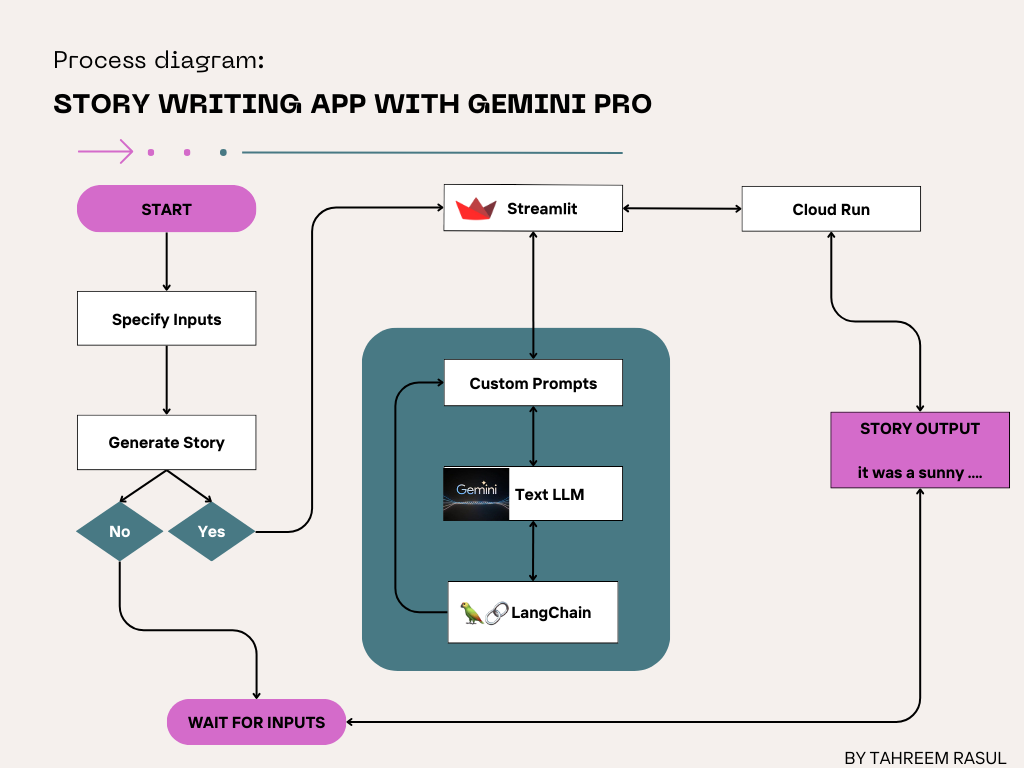 Process diagram:
STORY WRITING APP WITH GEMINI PRO
START
Streamlit
Cloud Run
Specify Inputs
Custom Prompts
Generate Story
STORY OUTPUT
it was a sunny ....
Gemini
Text LLM
No
Yes
LangChain
WAIT FOR INPUTS
BY TAHREEM RASUL